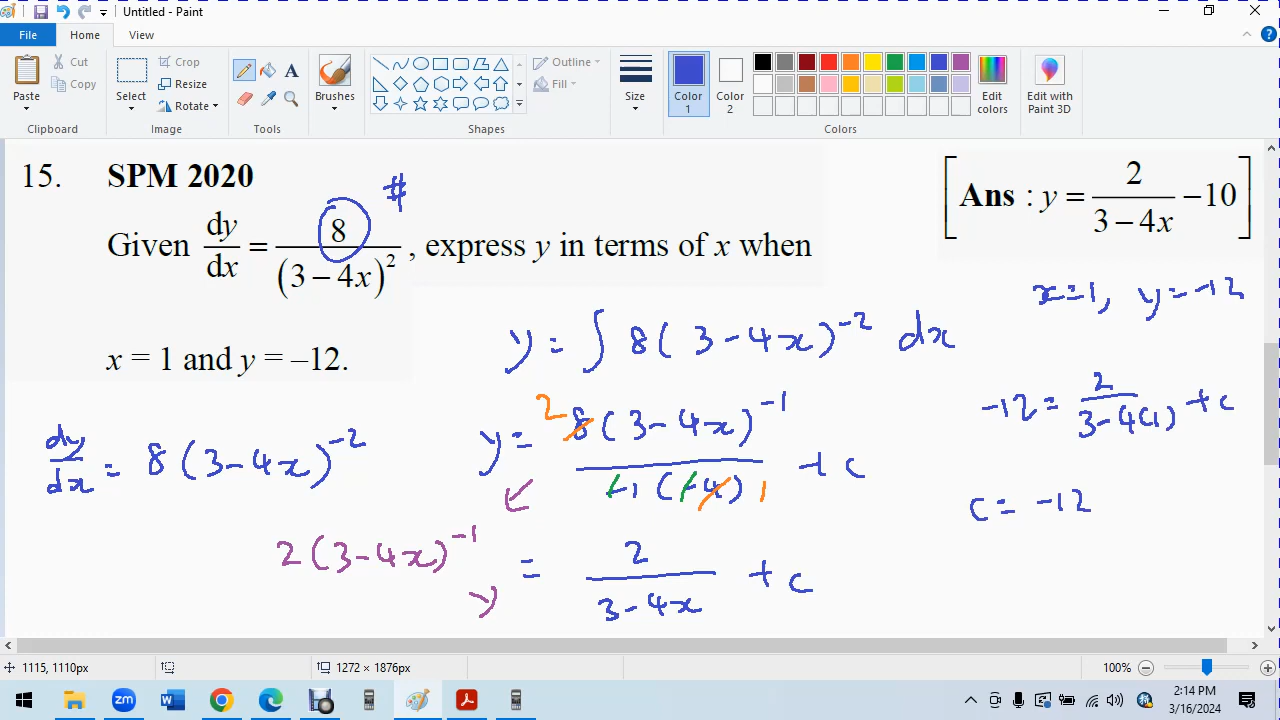 Untitled - Paint
File Home View
Paste
Cut
Copy
Clipboard
Select
Crop
Resize
Rotate
Image
Tools
Brushes
Outline
Fill
Shapes
Size
Color 1
Color 2
Colors
Edit colors
Edit with Paint 3D
15. SPM 2020
[Ans : y = 2/(3 – 4x) – 10]
#
Given dy/dx = 8/(3 – 4x)², express y in terms of x when
x = 1 and y = –12.
x = 1, y = -12
y = ∫ 8(3-4x)⁻² dx
dy/dx = 8(3-4x)⁻²
y = 2 8(3-4x)⁻¹ / -1(-4) 1 + c
-12 = 2/(3-4(1)) + c
c = -12
2(3-4x)⁻¹
y = 2/(3-4x) + c
1115, 1110px
1272 × 1876px
100%
zm
W
2:14 PM
3/16/2024